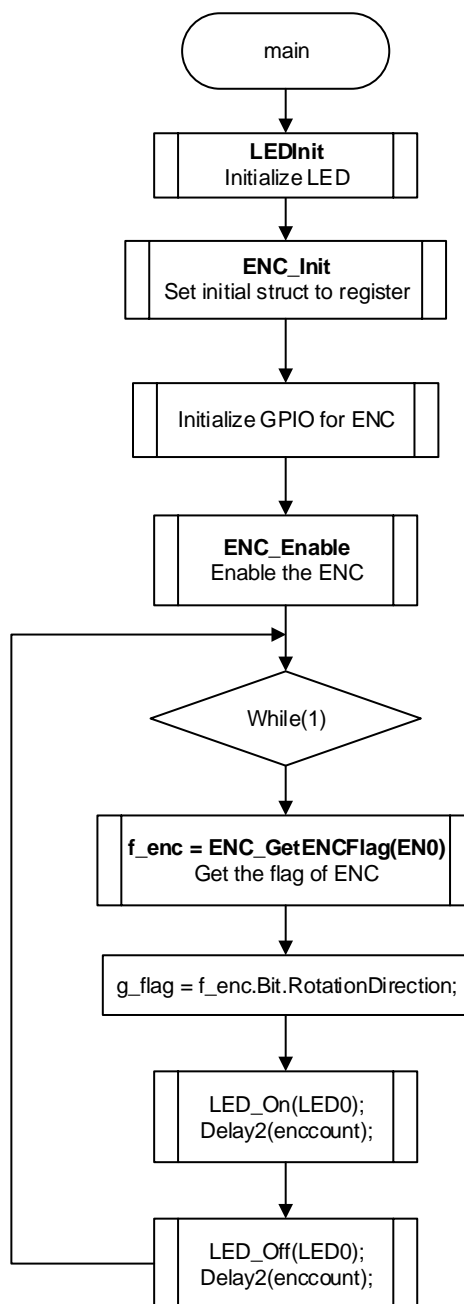 main
LEDInit
Initialize LED
ENC_Init
Set initial struct to register
Initialize GPIO for ENC
ENC_Enable
Enable the ENC
While(1)
f_enc = ENC_GetENCFlag(EN0)
Get the flag of ENC
g_flag = f_enc.Bit.RotationDirection;
LED_On(LED0);
Delay2(enccount);
LED_Off(LED0);
Delay2(enccount);